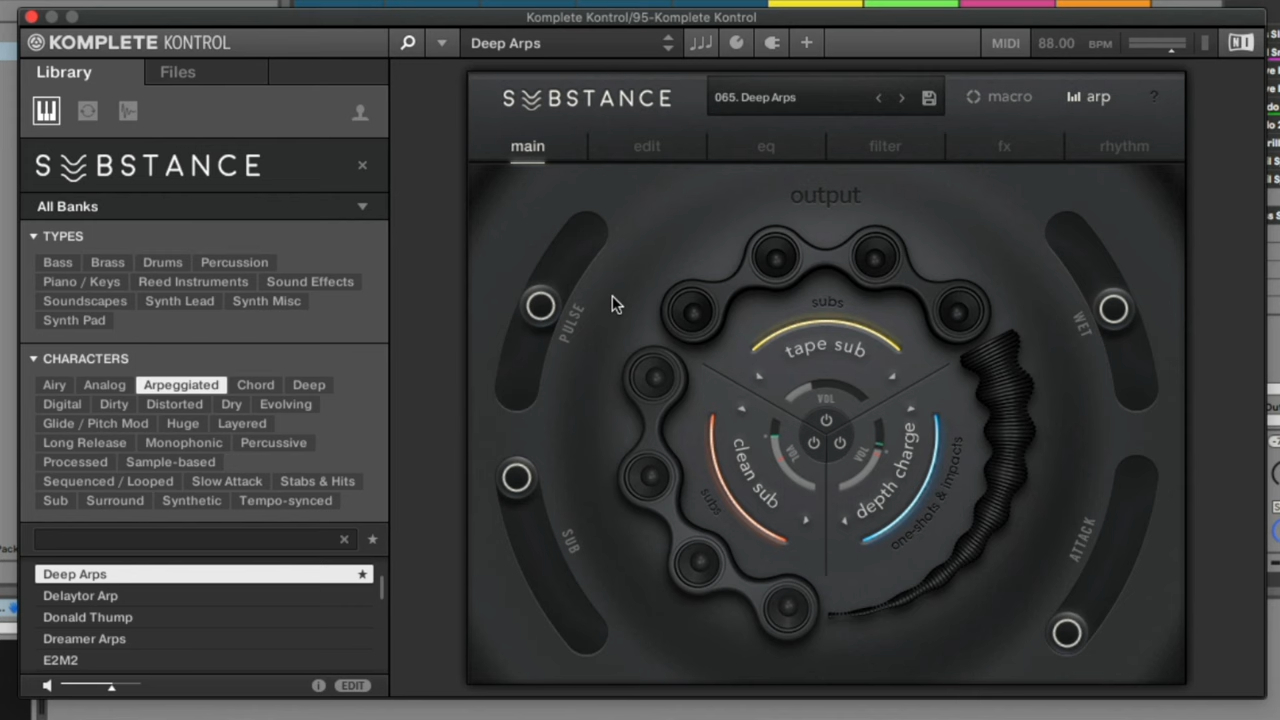 Komplete Kontrol/95-Komplete Kontrol
KOMPLETE KONTROL
Deep Arps
MIDI
88.00 BPM
NI
Library
Files
SUBSTANCE
All Banks
TYPES
Bass Brass Drums Percussion
Piano / Keys Reed Instruments Sound Effects
Soundscapes Synth Lead Synth Misc
Synth Pad
CHARACTERS
Airy Analog Arpeggiated Chord Deep
Digital Dirty Distorted Dry Evolving
Glide / Pitch Mod Huge Layered
Long Release Monophonic Percussive
Processed Sample-based
Sequenced / Looped Slow Attack Stabs & Hits
Sub Surround Synthetic Tempo-synced
Deep Arps
Delaytor Arp
Donald Thump
Dreamer Arps
E2M2
EDIT
SUBSTANCE
065. Deep Arps
macro
arp
?
main edit eq filter fx rhythm
output
PULSE
SUB
WET
ATTACK
subs
tape sub
VOL
clean sub
subs
VOL
depth charge
one-shots & impacts
VOL